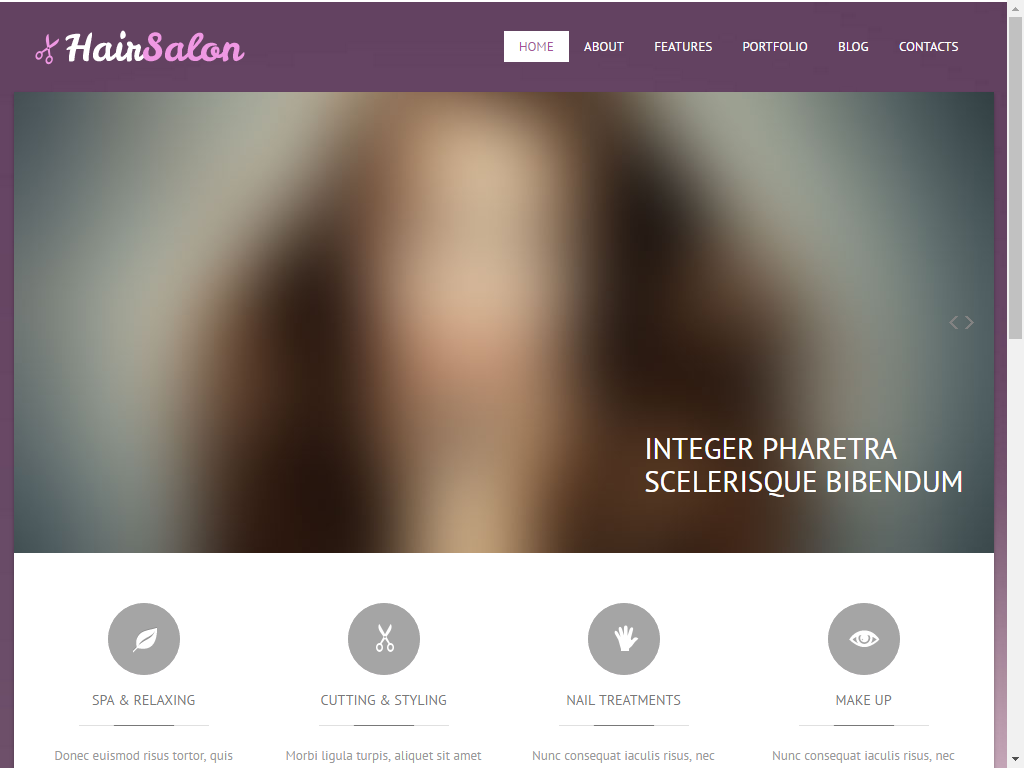 HairSalon
HOME ABOUT FEATURES PORTFOLIO BLOG CONTACTS
INTEGER PHARETRA
SCELERISQUE BIBENDUM
SPA & RELAXING CUTTING & STYLING NAIL TREATMENTS MAKE UP
Donec euismod risus tortor, quis Morbi ligula turpis, aliquet sit amet Nunc consequat iaculis risus, nec Nunc consequat iaculis risus, nec